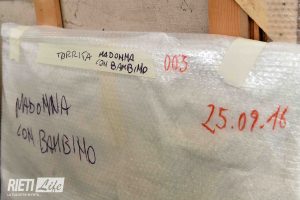 TORRITA MADONNA
CON BAMBINO
003
MADONNA
CON BAMBINO
25.09.16
RIETI Life